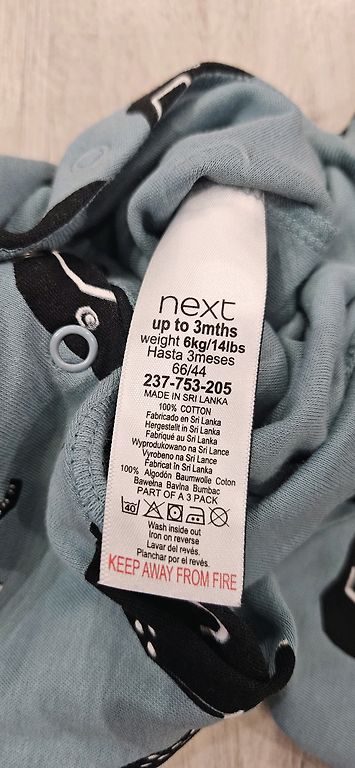 next
up to 3mths
weight 6kg/14lbs
Hasta 3meses
66/44
237-753-205
MADE IN SRI LANKA
100% COTTON
Fabricado en Sri Lanka
Hergestellt in Sri Lanka
Fabriqué au Sri Lanka
Wyprodukowano na Sri Lance
Vyrobeno na Sri Lance
Fabricat în Sri Lanka
100% Algodón Baumwolle Coton
Bawełna Bavlna Bumbac
PART OF A 3 PACK
40
Wash inside out
Iron on reverse
Lavar del revés.
Planchar por el revés.
KEEP AWAY FROM FIRE